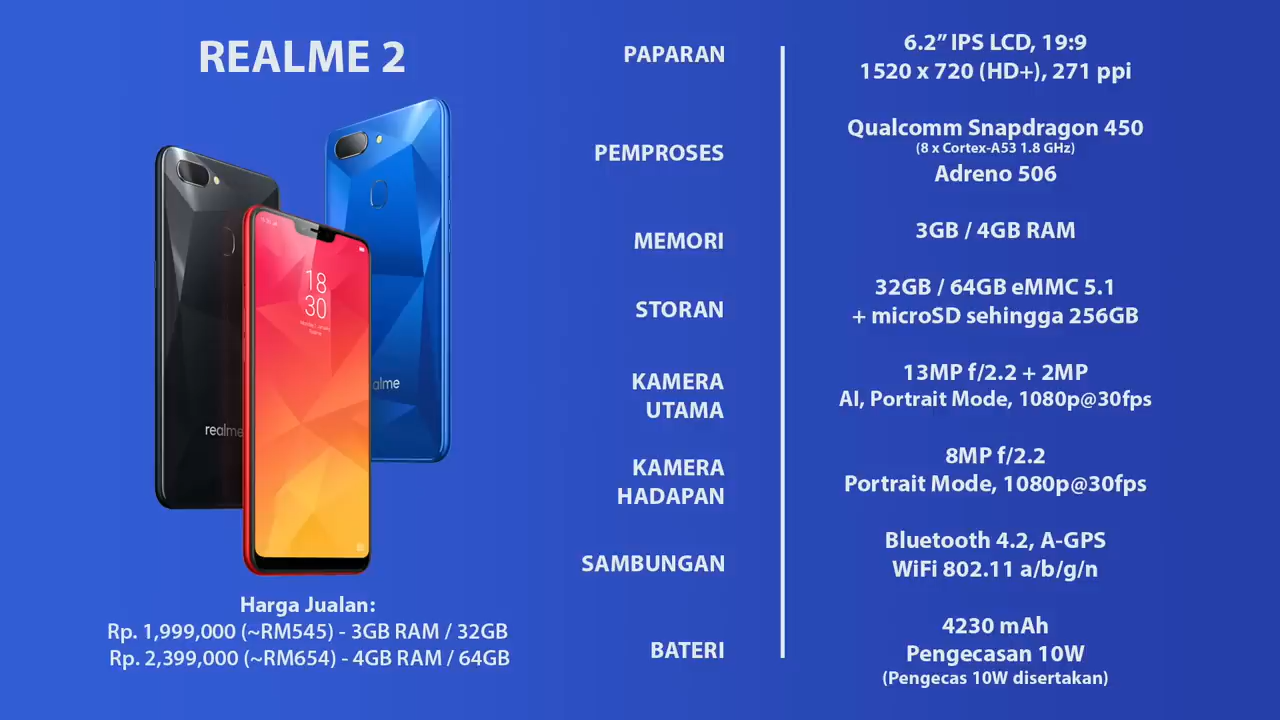 REALME 2
realme
alme
18
30
Harga Jualan:
Rp. 1,999,000 (~RM545) - 3GB RAM / 32GB
Rp. 2,399,000 (~RM654) - 4GB RAM / 64GB
PAPARAN
6.2” IPS LCD, 19:9
1520 x 720 (HD+), 271 ppi
PEMPROSES
Qualcomm Snapdragon 450
(8 x Cortex-A53 1.8 GHz)
Adreno 506
MEMORI
3GB / 4GB RAM
STORAN
32GB / 64GB eMMC 5.1
+ microSD sehingga 256GB
KAMERA
UTAMA
13MP f/2.2 + 2MP
AI, Portrait Mode, 1080p@30fps
KAMERA
HADAPAN
8MP f/2.2
Portrait Mode, 1080p@30fps
SAMBUNGAN
Bluetooth 4.2, A-GPS
WiFi 802.11 a/b/g/n
BATERI
4230 mAh
Pengecasan 10W
(Pengecas 10W disertakan)